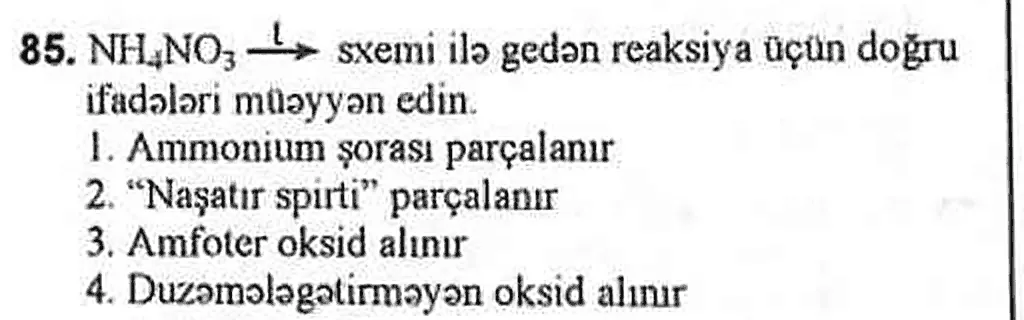 85. NH₄NO₃ —t→ sxemi ilə gedən reaksiya üçün doğru
ifadələri müəyyən edin.
1. Ammonium şorası parçalanır
2. “Naşatır spirti” parçalanır
3. Amfoter oksid alınır
4. Duzəmələgətirməyən oksid alınır